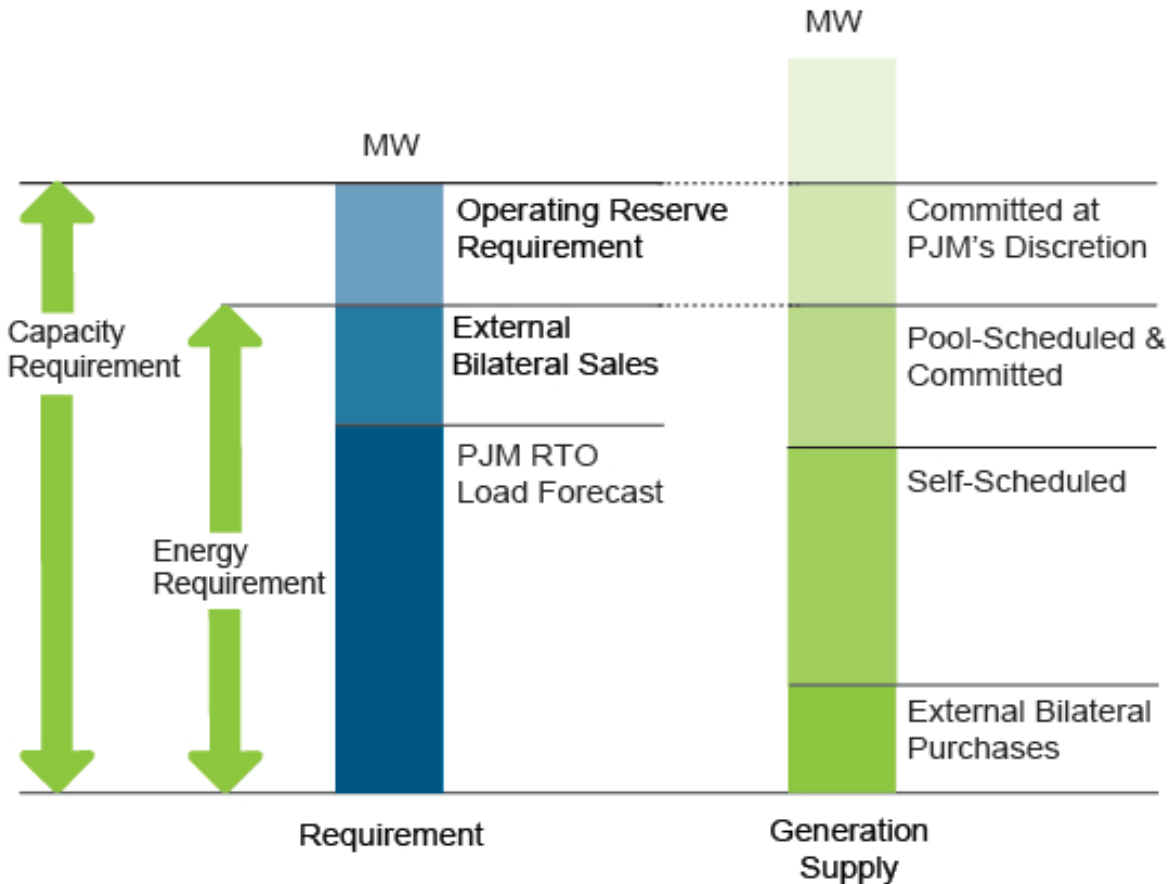 MW
MW
Operating Reserve
Requirement
Committed at
PJM's Discretion
Capacity
Requirement
External
Bilateral Sales
Pool-Scheduled &
Committed
PJM RTO
Load Forecast
Self-Scheduled
Energy
Requirement
External Bilateral
Purchases
Requirement
Generation
Supply